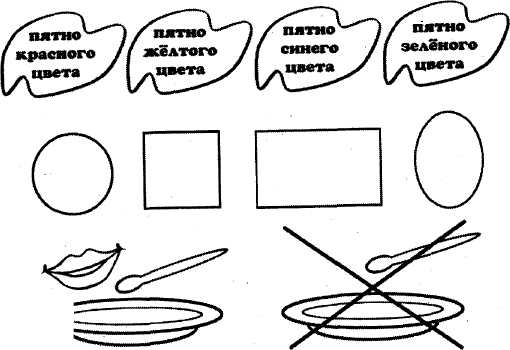 пятно
красного
цвета
пятно
жёлтого
цвета
пятно
синего
цвета
пятно
зелёного
цвета